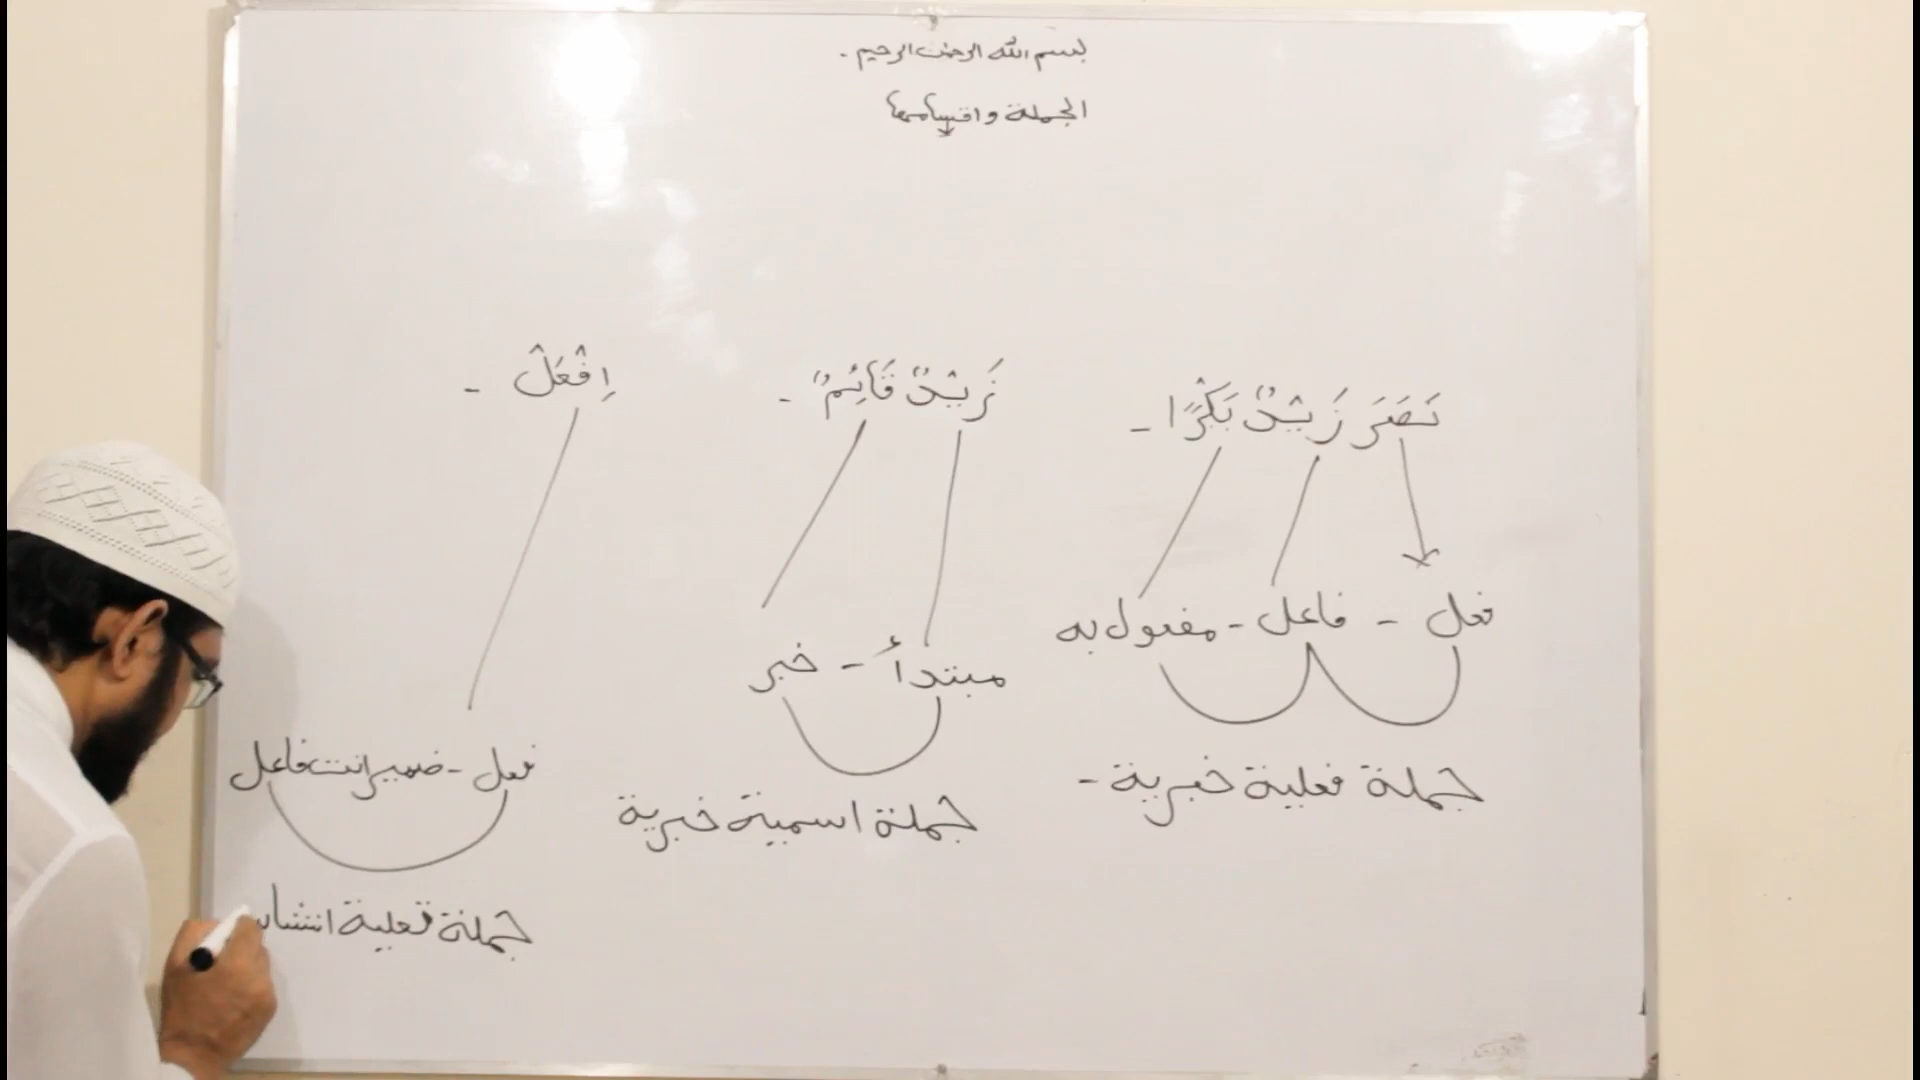 بسم الله الرحمن الرحيم -
الجملة واقسامها
نَصَرَ زَيْدٌ بَكْرًا -
فعل - فاعل - مفعول به
جملة فعلية خبرية -
زَيْدٌ قَائِمٌ -
مبتدأ - خبر
جملة اسمية خبرية
اِفْعَلْ -
فعل - ضمير انت فاعل
جملة فعلية